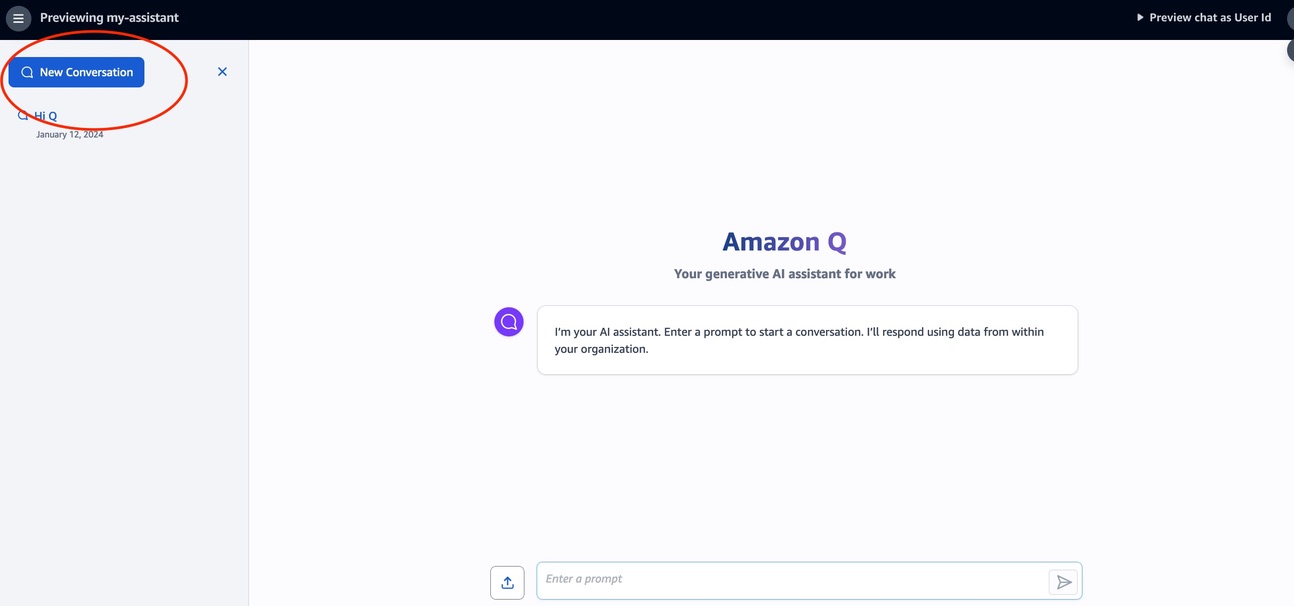 Previewing my-assistant
Preview chat as User Id
New Conversation
Hi Q
January 12, 2024
Amazon Q
Your generative AI assistant for work
I'm your AI assistant. Enter a prompt to start a conversation. I'll respond using data from within
your organization.
Enter a prompt